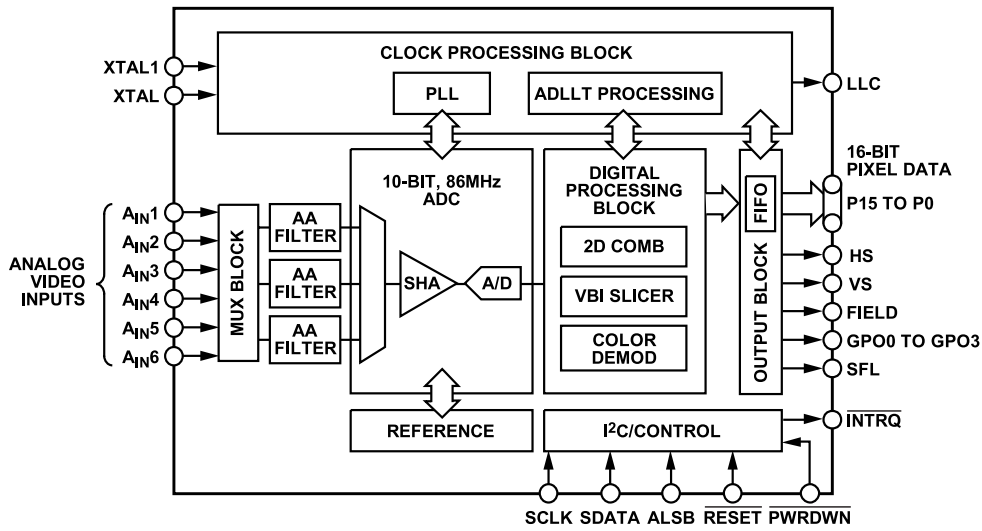 CLOCK PROCESSING BLOCK
XTAL1
XTAL
PLL
ADLLT PROCESSING
LLC
10-BIT, 86MHz
ADC
DIGITAL
PROCESSING
BLOCK
2D COMB
VBI SLICER
COLOR
DEMOD
FIFO
OUTPUT BLOCK
16-BIT
PIXEL DATA
P15 TO P0
ANALOG
VIDEO
INPUTS
AIN1
AIN2
AIN3
AIN4
AIN5
AIN6
MUX BLOCK
AA
FILTER
AA
FILTER
AA
FILTER
SHA
A/D
HS
VS
FIELD
GPO0 TO GPO3
SFL
REFERENCE
I2C/CONTROL
INTRQ
SCLK
SDATA
ALSB
RESET
PWRDWN